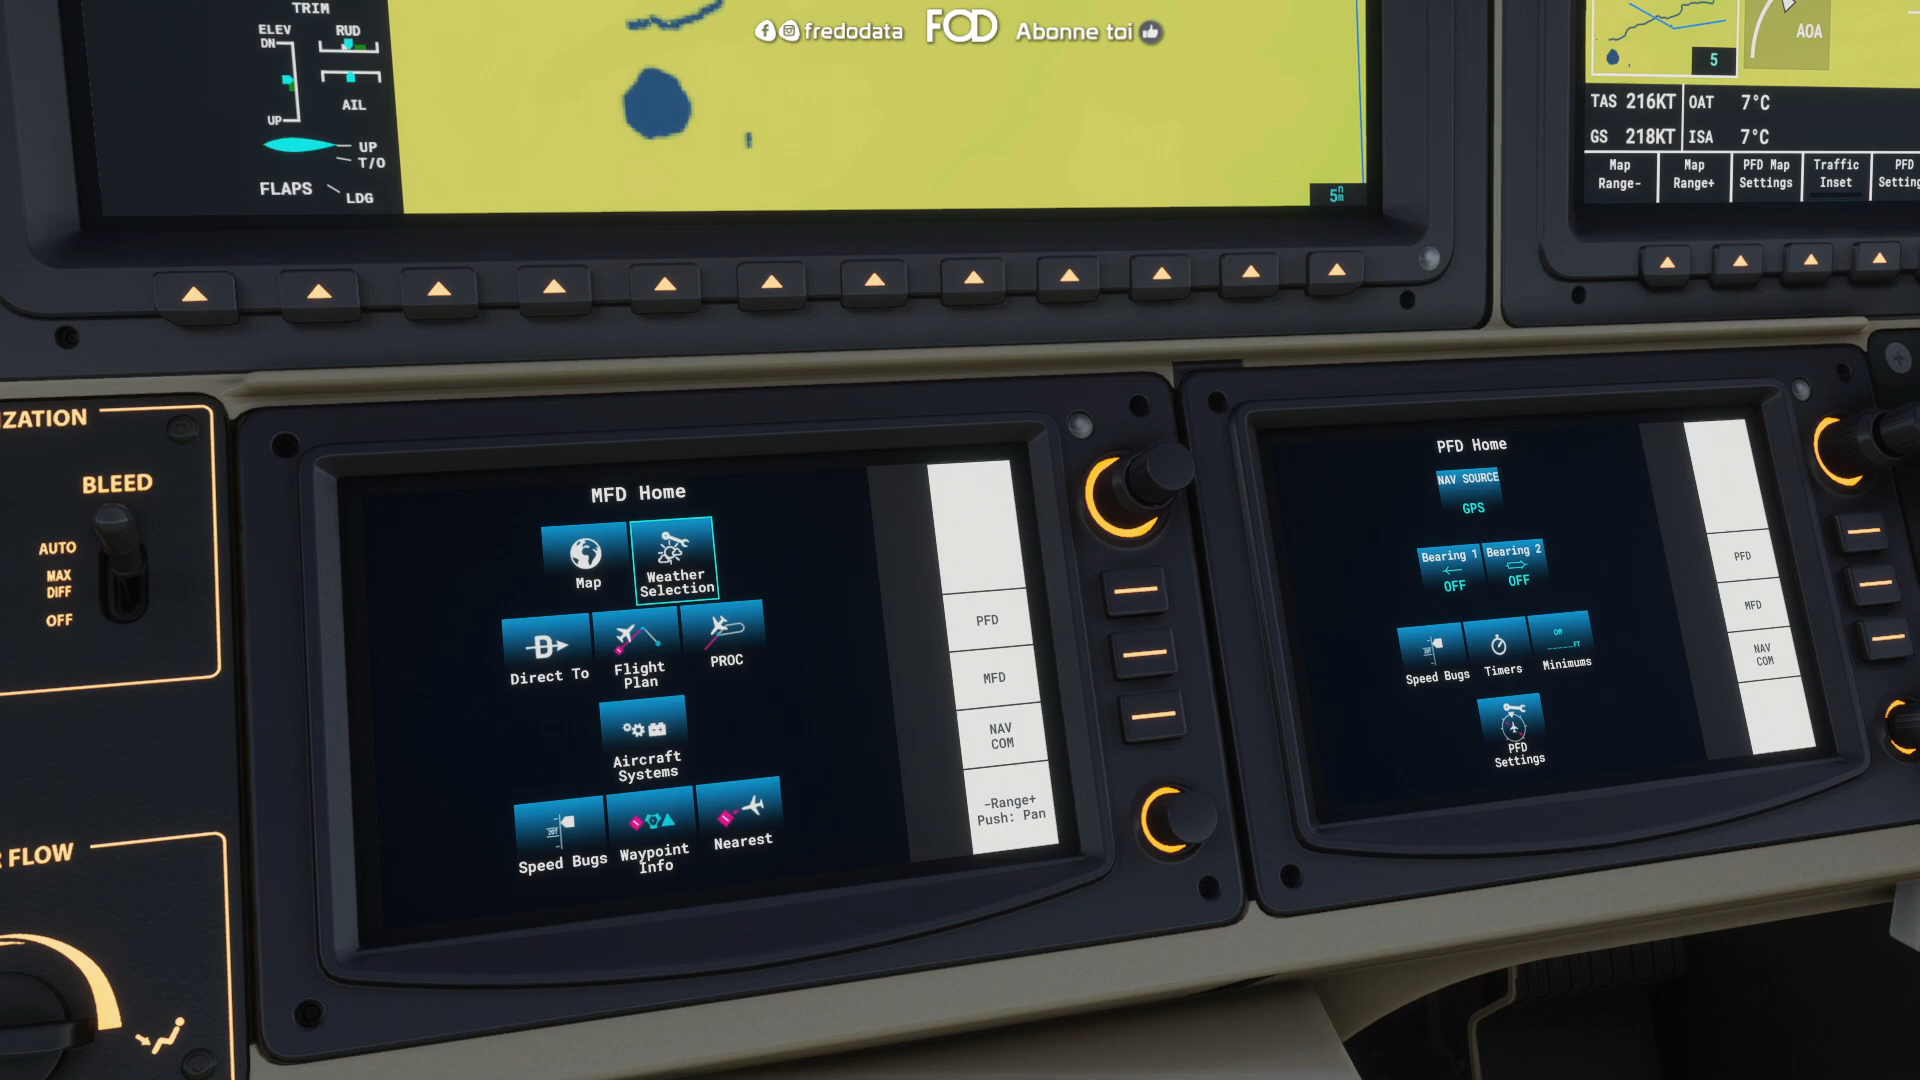 TRIM
ELEV
DN
RUD
AIL
UP
UP
T/O
FLAPS
LDG
fredodata
FOD
Abonne toi
5nm
5
AOA
TAS 216KT
OAT 7°C
GS 218KT
ISA 7°C
Map
Range-
Map
Range+
PFD Map
Settings
Traffic
Inset
PFD
IZATION
BLEED
AUTO
MAX
DIFF
OFF
FLOW
MFD Home
Map
Weather
Selection
Direct To
Flight
Plan
PROC
Aircraft
Systems
Speed Bugs
Waypoint
Info
Nearest
PFD
MFD
NAV
COM
-Range+
Push: Pan
PFD Home
NAV SOURCE
GPS
Bearing 1
OFF
Bearing 2
OFF
Speed Bugs
Timers
Off
FT
Minimums
PFD
Settings
PFD
MFD
NAV
COM